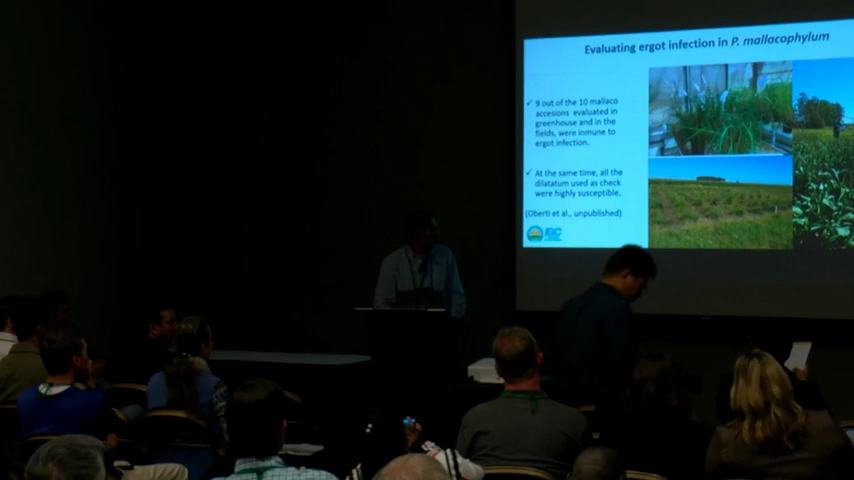 Evaluating ergot infection in P. mallacophylum
✓ 9 out of the 10 mallaco
accesions evaluated in
greenhouse and in the
fields, were inmune to
ergot infection.
✓ At the same time, all the
dilatatum used as check
were highly susceptible.
(Oberti et al., unpublished)